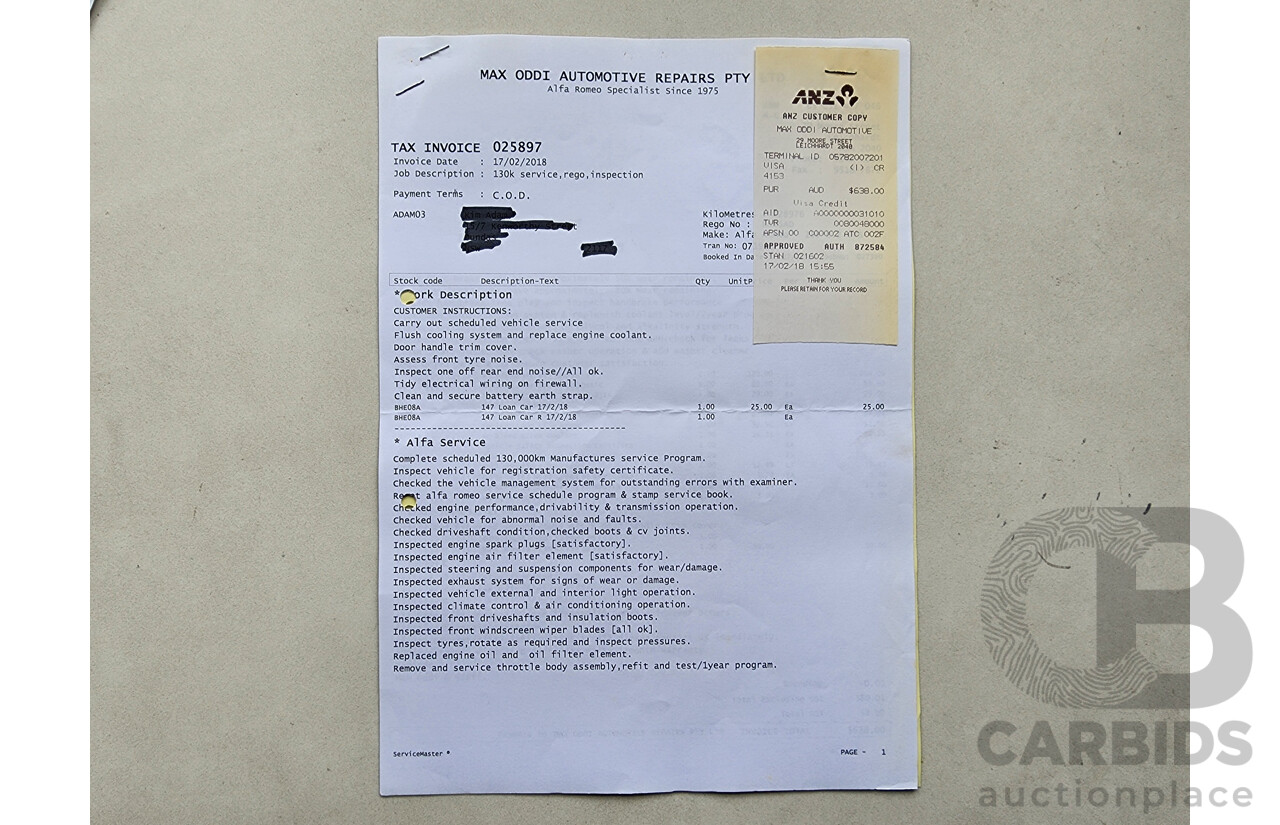 MAX ODDI AUTOMOTIVE REPAIRS PTY
Alfa Romeo Specialist Since 1975
TAX INVOICE 025897
Invoice Date : 17/02/2018
Job Description : 130k service,rego,inspection
Payment Terms : C.O.D.
ADAM03
KiloMetres
Rego No :
Make: Alfa
Tran No: 07
Booked In Da
ANZ
ANZ CUSTOMER COPY
MAX ODDI AUTOMOTIVE
29 MOORE STREET
LEICHHARDT 2040
TERMINAL ID 05782007201
VISA (I) CR
4153
PUR AUD $638.00
Visa Credit
AID A0000000031010
TVR 0080048000
APSN 00 C00002 ATC 002F
APPROVED AUTH 872584
STAN 021602
17/02/18 15:55
THANK YOU
PLEASE RETAIN FOR YOUR RECORD
Stock code Description-Text Qty UnitP
* ork Description
CUSTOMER INSTRUCTIONS:
Carry out scheduled vehicle service
Flush cooling system and replace engine coolant.
Door handle trim cover.
Assess front tyre noise.
Inspect one off rear end noise//All ok.
Tidy electrical wiring on firewall.
Clean and secure battery earth strap.
BHE08A 147 Loan Car 17/2/18 1.00 25.00 Ea 25.00
BHE08A 147 Loan Car R 17/2/18 1.00 Ea
* Alfa Service
Complete scheduled 130,000km Manufactures service Program.
Inspect vehicle for registration safety certificate.
Checked the vehicle management system for outstanding errors with examiner.
Reset alfa romeo service schedule program & stamp service book.
Checked engine performance,drivability & transmission operation.
Checked vehicle for abnormal noise and faults.
Checked driveshaft condition,checked boots & cv joints.
Inspected engine spark plugs [satisfactory].
Inspected engine air filter element [satisfactory].
Inspected steering and suspension components for wear/damage.
Inspected exhaust system for signs of wear or damage.
Inspected vehicle external and interior light operation.
Inspected climate control & air conditioning operation.
Inspected front driveshafts and insulation boots.
Inspected front windscreen wiper blades [all ok].
Inspect tyres,rotate as required and inspect pressures.
Replaced engine oil and oil filter element.
Remove and service throttle body assembly,refit and test/1year program.
ServiceMaster * PAGE - 1
CB
CARBIDS
auctionplace